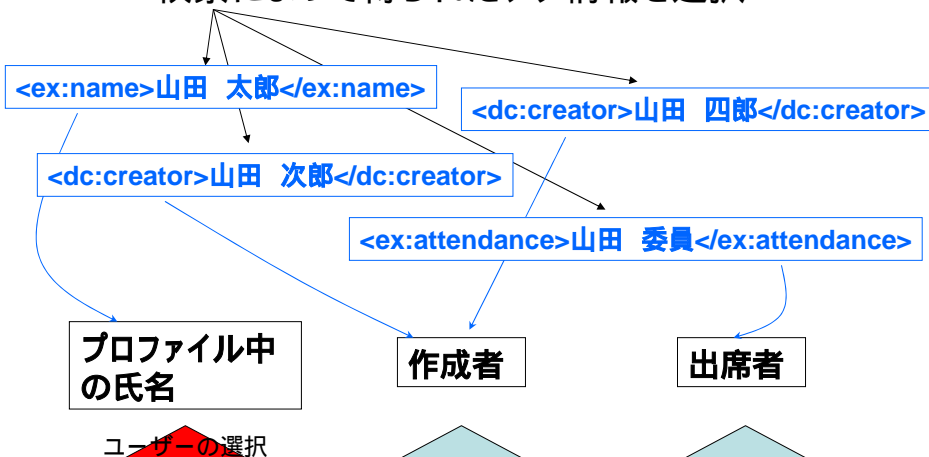 <ex:name>山田 太郎</ex:name>
<dc:creator>山田 四郎</dc:creator>
<dc:creator>山田 次郎</dc:creator>
<ex:attendance>山田 委員</ex:attendance>
プロファイル中
の氏名
作成者
出席者
ユーザーの選択